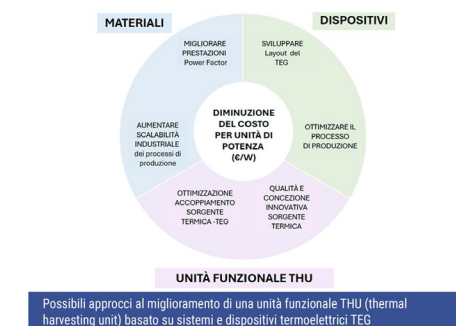 MATERIALI
DISPOSITIVI
MIGLIORARE
PRESTAZIONI
Power Factor
SVILUPPARE
Layout del
TEG
AUMENTARE
SCALABILITÀ
INDUSTRIALE
dei processi di
produzione
DIMINUZIONE
DEL COSTO
PER UNITÀ DI
POTENZA
(€/W)
OTTIMIZZARE IL
PROCESSO
DI PRODUZIONE
OTTIMIZZAZIONE
ACCOPPIAMENTO
SORGENTE
TERMICA -TEG
QUALITÀ E
CONCEZIONE
INNOVATIVA
SORGENTE
TERMICA
UNITÀ FUNZIONALE THU
Possibili approcci al miglioramento di una unità funzionale THU (thermal
harvesting unit) basato su sistemi e dispositivi termoelettrici TEG